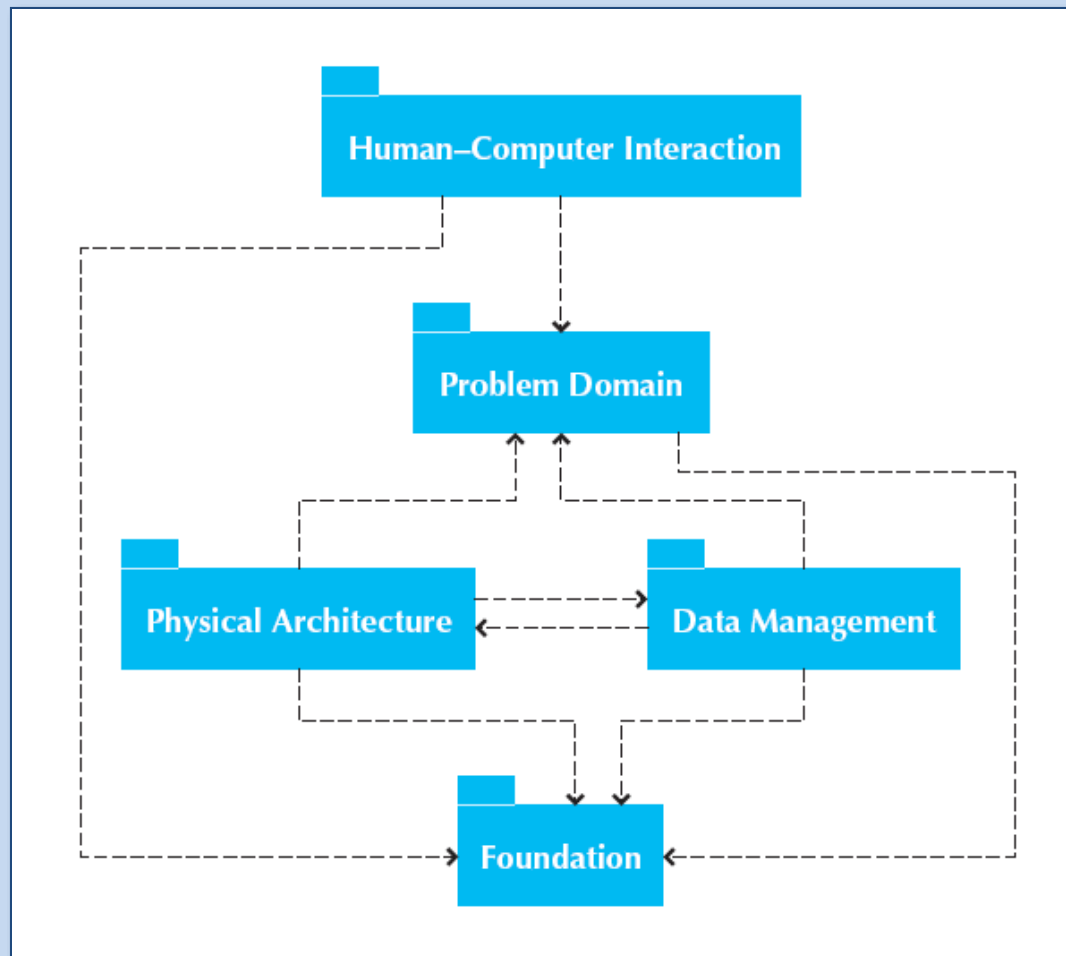 Human–Computer Interaction
Problem Domain
Physical Architecture
Data Management
Foundation